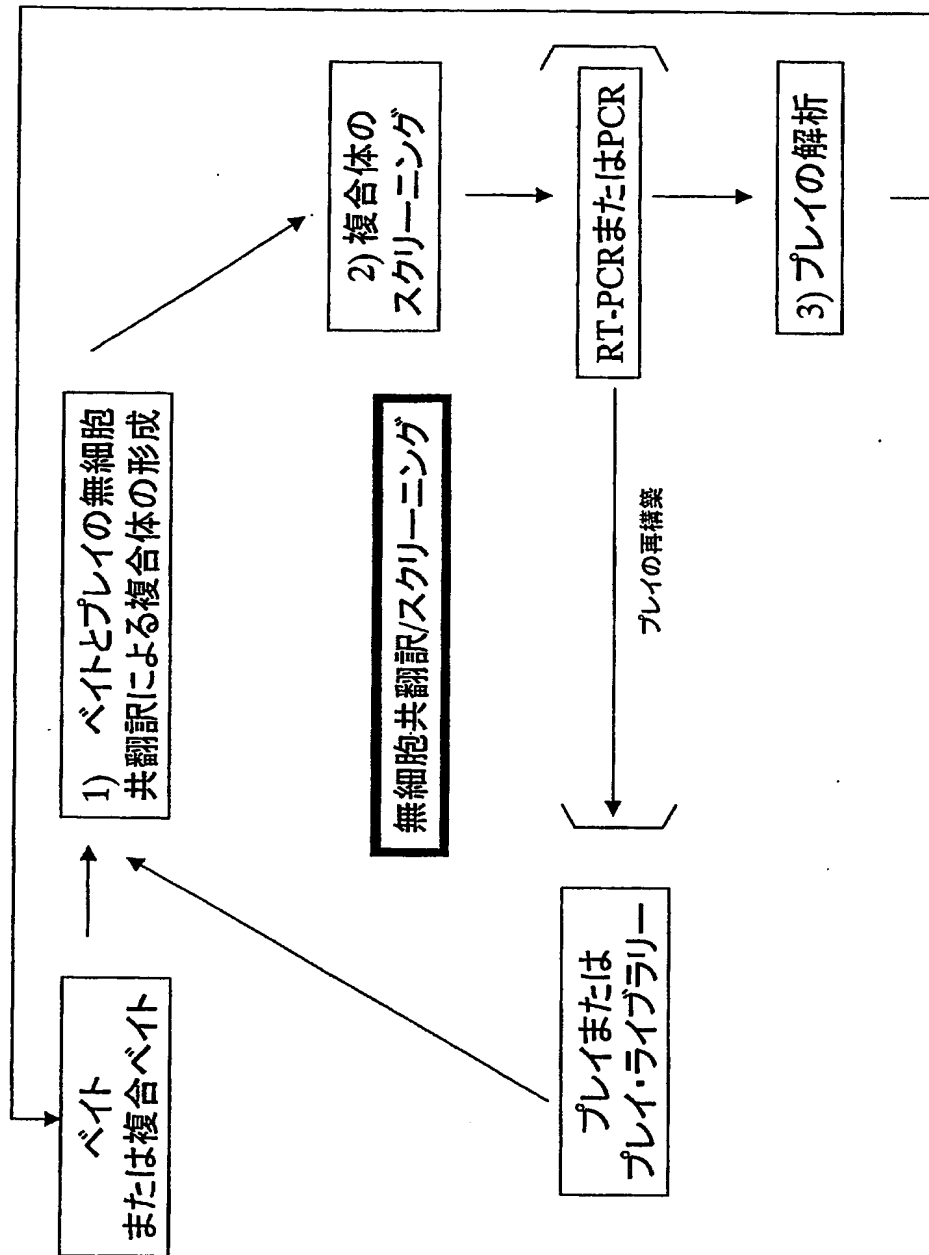 ベイト
または複合ベイト
1) ベイトとプレイの無細胞
共翻訳による複合体の形成
2) 複合体の
スクリーニング
無細胞共翻訳/スクリーニング
プレイまたは
プレイ・ライブラリー
プレイの再構築
RT-PCRまたはPCR
3) プレイの解析